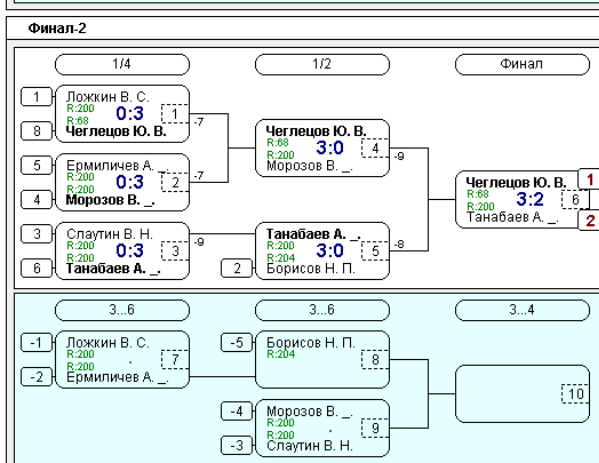 Финал-2
1/4 1/2 Финал
1 Ложкин В. С.
R:200
R:68 0:3 1 -7
8 Чеглецов Ю. В.
5 Ермиличев А. _.
R:200
R:200 0:3 2 -7
4 Морозов В. _.
3 Слаутин В. Н.
R:200
R:200 0:3 3 -9
6 Танабаев А. _.
Чеглецов Ю. В.
R:68
R:200 3:0 4 -9
Морозов В. _.
Танабаев А. _.
R:200
R:204 3:0 5 -8
2 Борисов Н. П.
Чеглецов Ю. В. 1
R:68
R:200 3:2 6
Танабаев А. _. 2
3...6 3...6 3...4
-1 Ложкин В. С.
R:200
R:200 . 7
-2 Ермиличев А. _.
-5 Борисов Н. П.
R:204
8
-4 Морозов В. _.
R:200
R:200 . 9
-3 Слаутин В. Н.
10